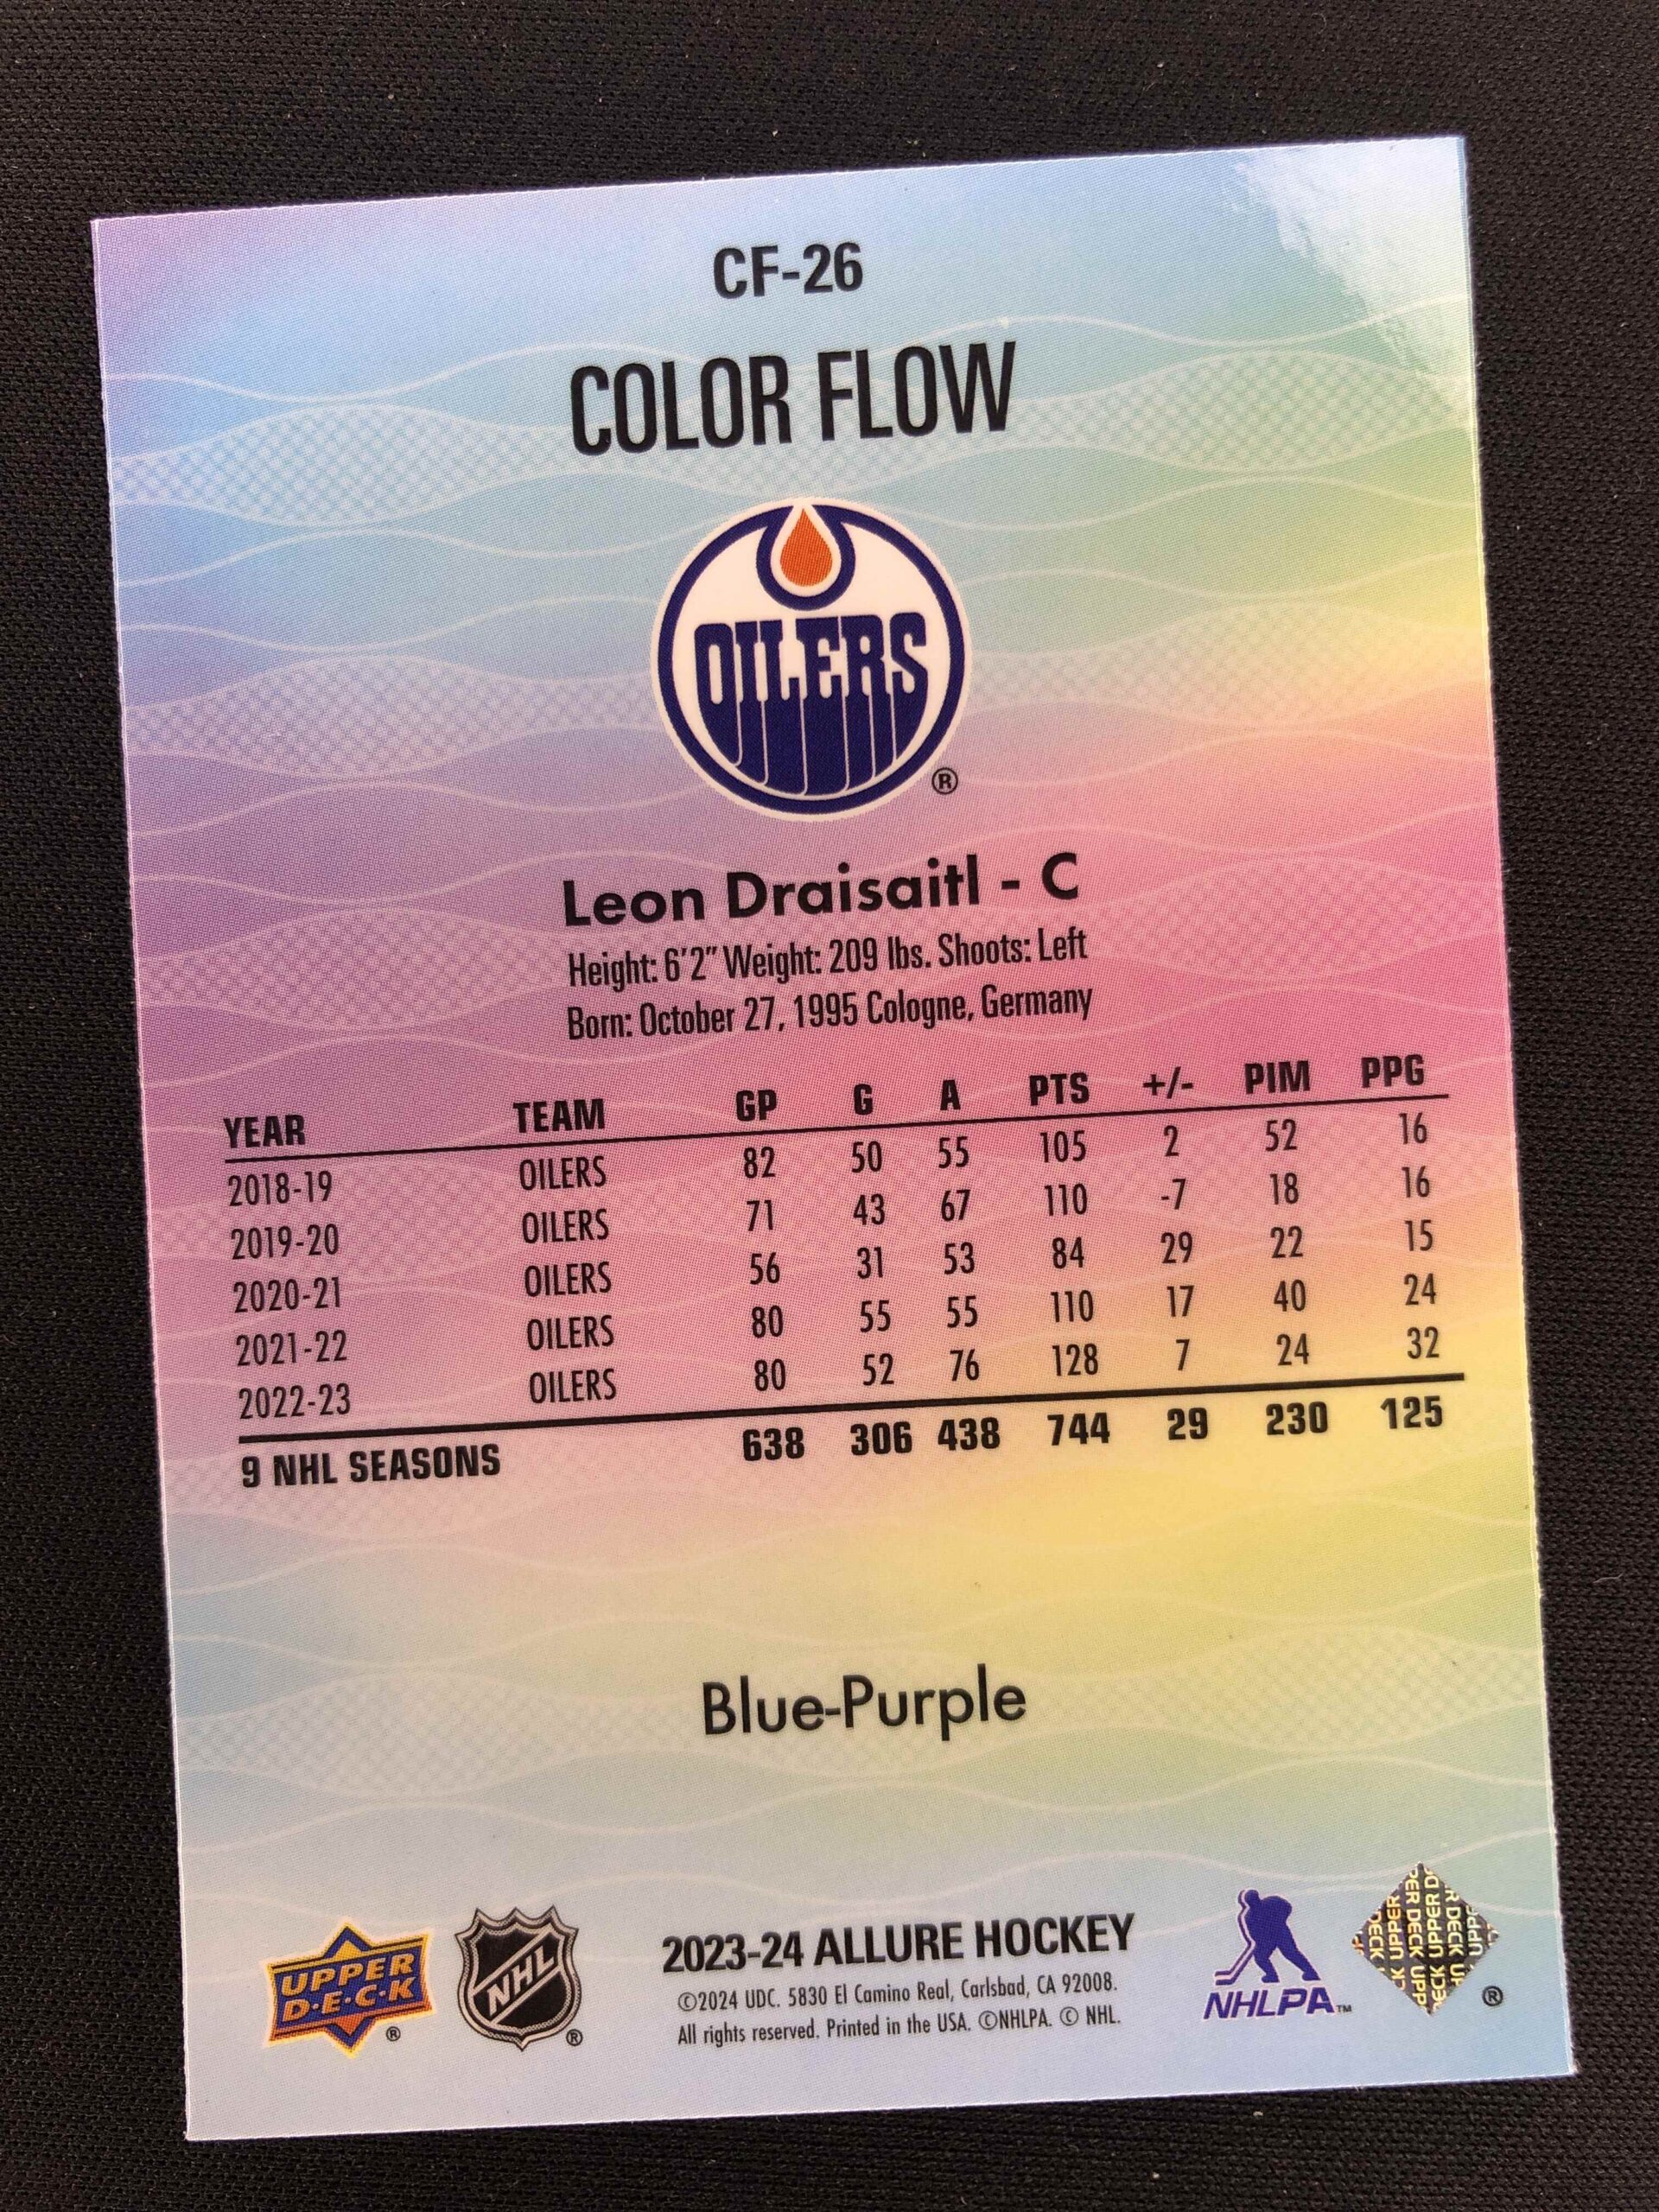 CF-26
COLOR FLOW
OILERS
®
Leon Draisaitl - C
Height: 6'2" Weight: 209 lbs. Shoots: Left
Born: October 27, 1995 Cologne, Germany
YEAR TEAM GP G A PTS +/- PIM PPG
2018-19 OILERS 82 50 55 105 2 52 16
2019-20 OILERS 71 43 67 110 -7 18 16
2020-21 OILERS 56 31 53 84 29 22 15
2021-22 OILERS 80 55 55 110 17 40 24
2022-23 OILERS 80 52 76 128 7 24 32
9 NHL SEASONS 638 306 438 744 29 230 125
Blue-Purple
UPPER
D·E·C·K
®
NHL
®
2023-24 ALLURE HOCKEY
©2024 UDC. 5830 El Camino Real, Carlsbad, CA 92008.
All rights reserved. Printed in the USA. ©NHLPA. © NHL.
NHLPA™
®